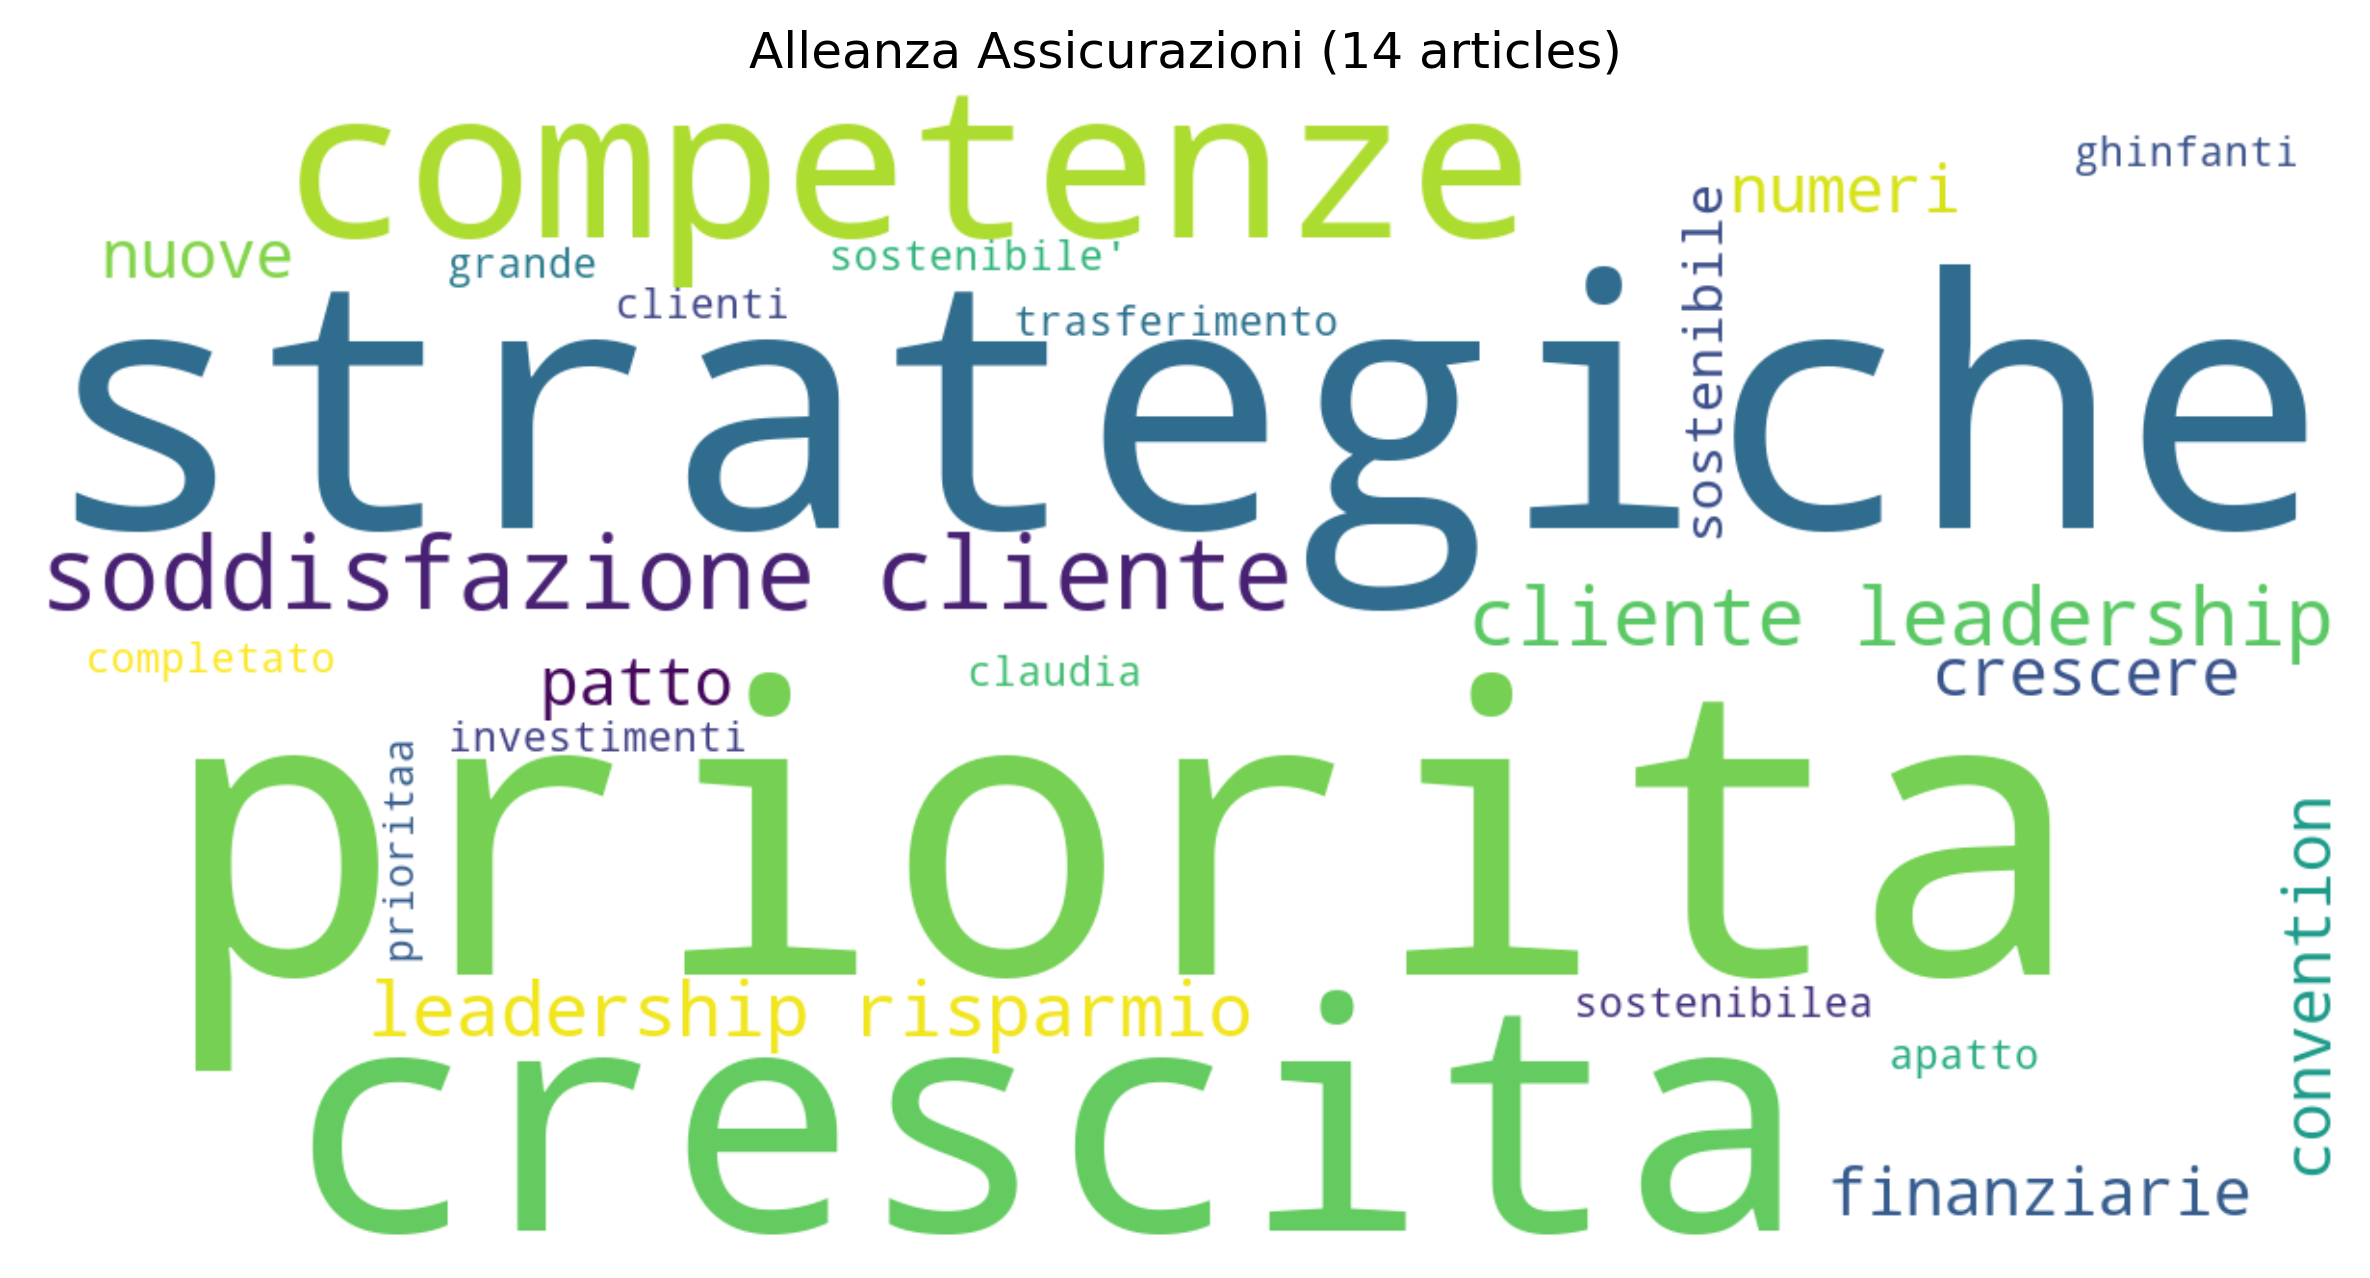 Alleanza Assicurazioni (14 articles)
competenze
ghinfanti
numeri
sostenibile
nuove
grande
sostenibile'
clienti
trasferimento
strategiche
soddisfazione cliente
cliente leadership
completato
patto
claudia
crescere
investimenti
prioritaa
priorita
convention
leadership risparmio
sostenibilea
apatto
crescita
finanziarie